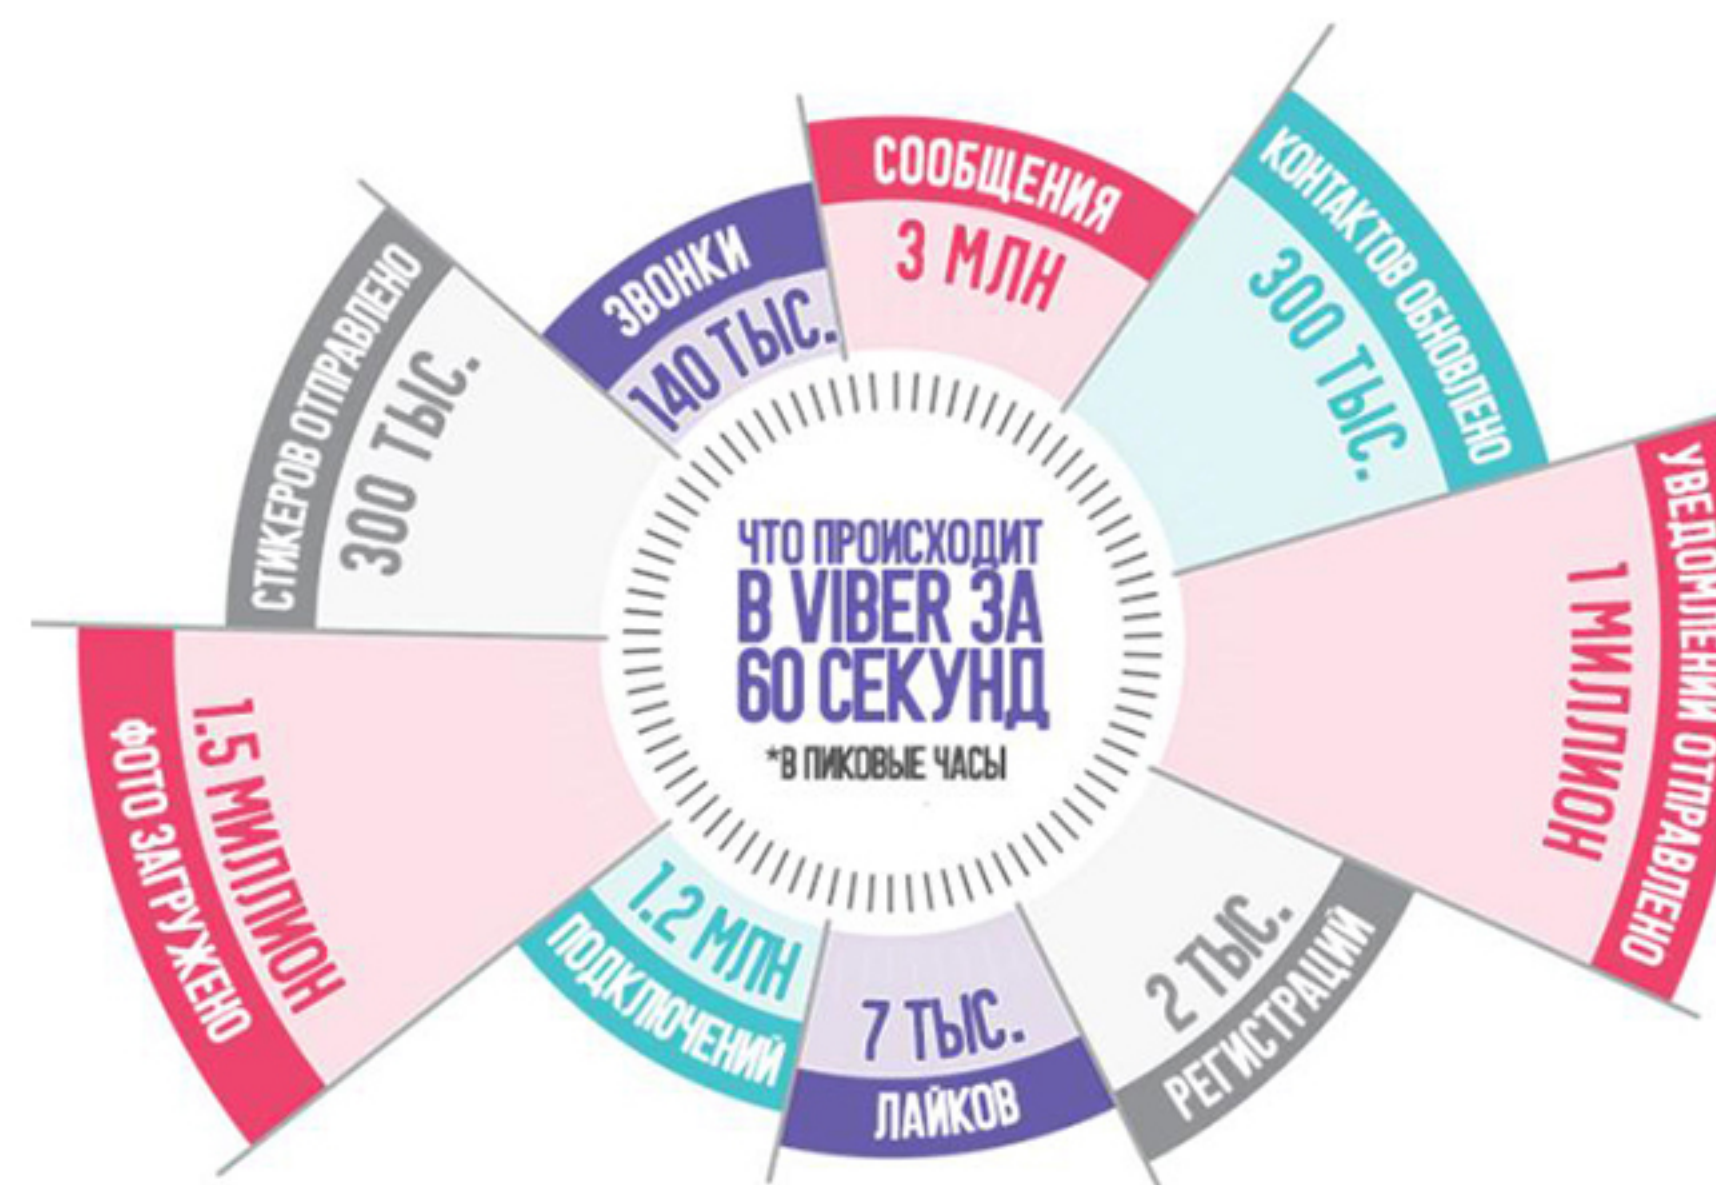 ЧТО ПРОИСХОДИТ
В VIBER ЗА
60 СЕКУНД
*В ПИКОВЫЕ ЧАСЫ
СООБЩЕНИЯ
3 МЛН
КОНТАКТОВ ОБНОВЛЕНО
300 ТЫС.
УВЕДОМЛЕНИЙ ОТПРАВЛЕНО
1 МИЛЛИОН
2 ТЫС.
РЕГИСТРАЦИЙ
7 ТЫС.
ЛАЙКОВ
1.2 МЛН
ПОДКЛЮЧЕНИЙ
1.5 МИЛЛИОН
ФОТО ЗАГРУЖЕНО
СТИКЕРОВ ОТПРАВЛЕНО
300 ТЫС.
ЗВОНКИ
140 ТЫС.